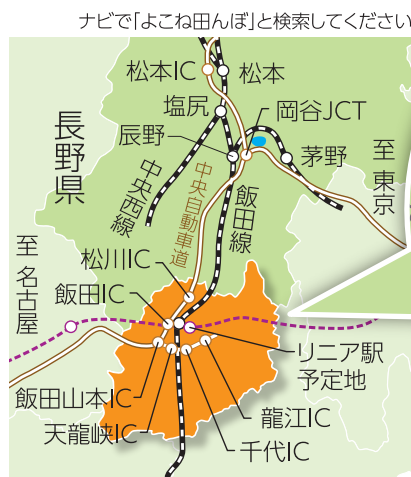 ナビで「よこね田んぼ」と検索してください
松本IC
松本
塩尻
岡谷JCT
長野県
辰野
茅野
至 東京
中央西線
中央自動車道
飯田線
至 名古屋
松川IC
飯田IC
リニア駅
予定地
飯田山本IC
龍江IC
天龍峡IC
千代IC